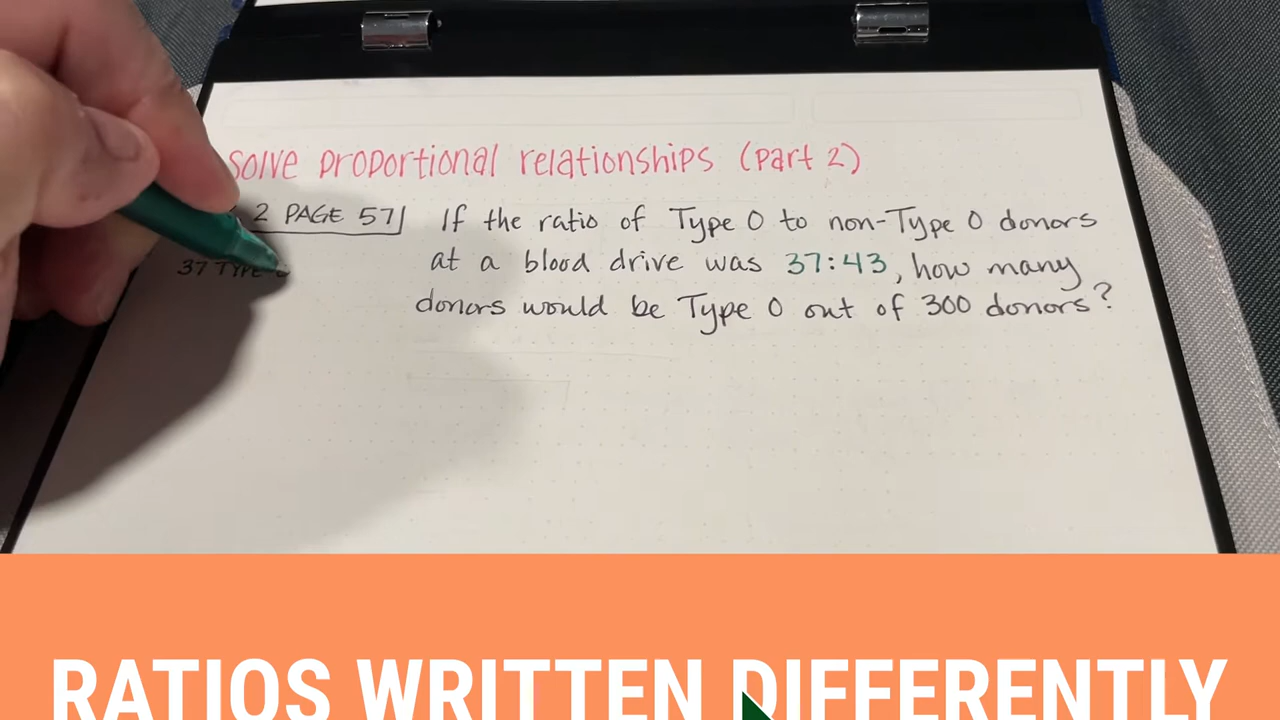 solve proportional relationships (part 2)
2 PAGE 57
If the ratio of Type O to non-Type O donors
at a blood drive was 37:43, how many
donors would be Type O out of 300 donors?
37 TYPE O
RATIOS WRITTEN DIFFERENTLY